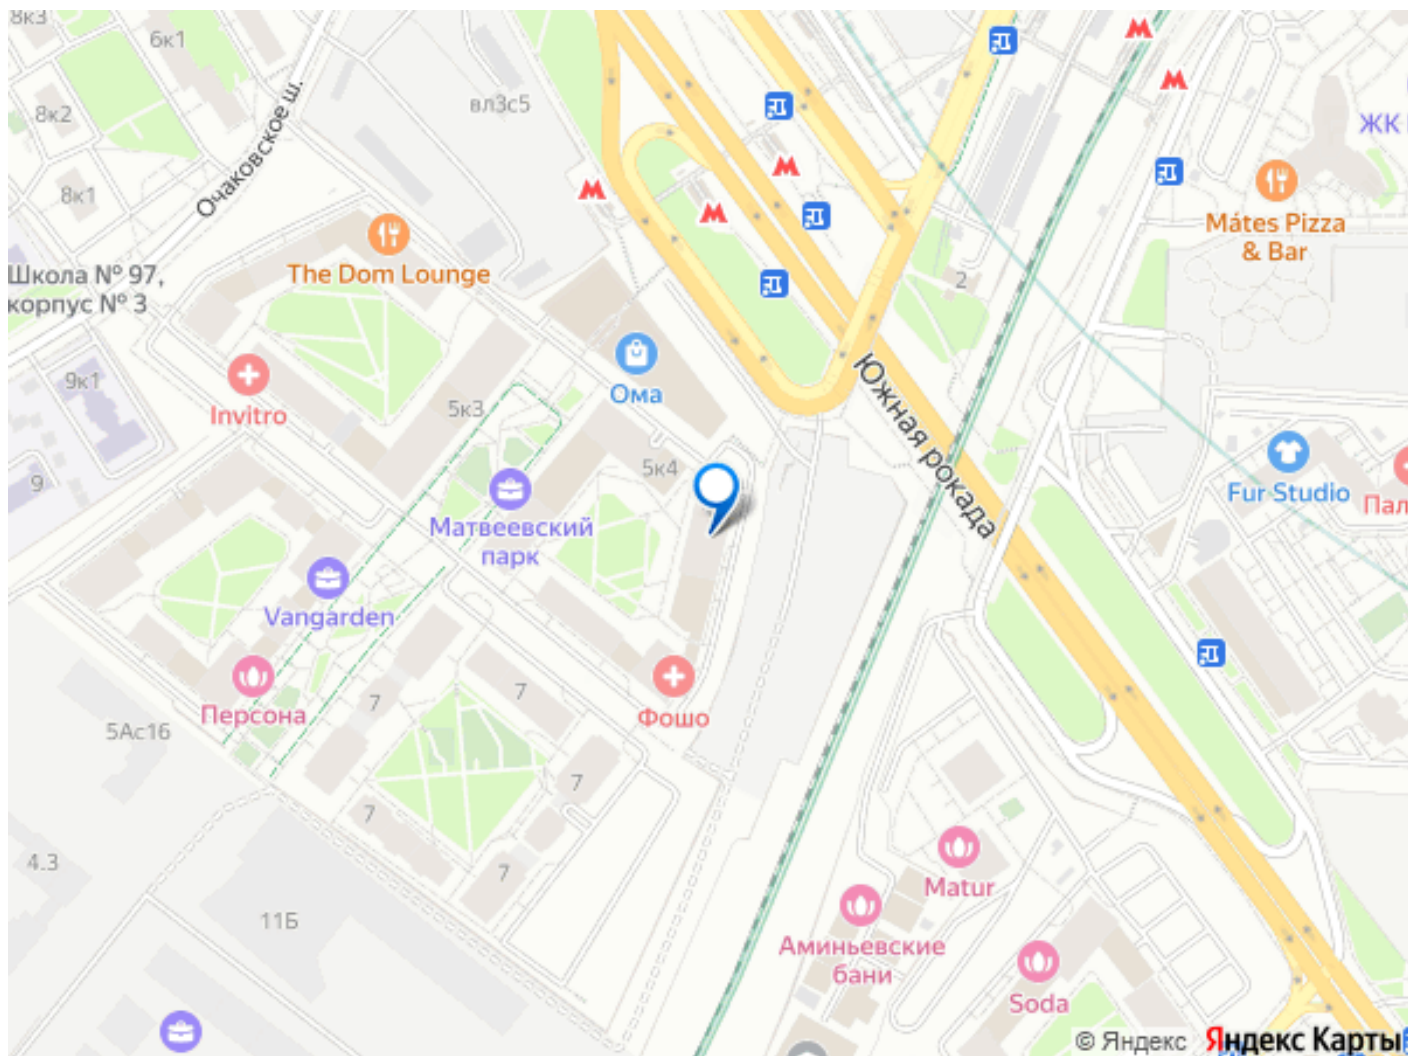 8к3
6к1
вл3с5
8к2
Очаковское ш.
ЖК
8к1
Mátes Pizza
& Bar
Школа № 97,
корпус № 3
The Dom Lounge
2
9к1
Invitro
Ома
5к3
Южная рокада
5к4
9
Fur Studio
Пал
Матвеевский
парк
Vangarden
7
7
Персона
Фошо
5Ас16
7
7
4.3
7
Matur
11Б
Аминьевские
бани
Soda
© Яндекс
Яндекс Карты